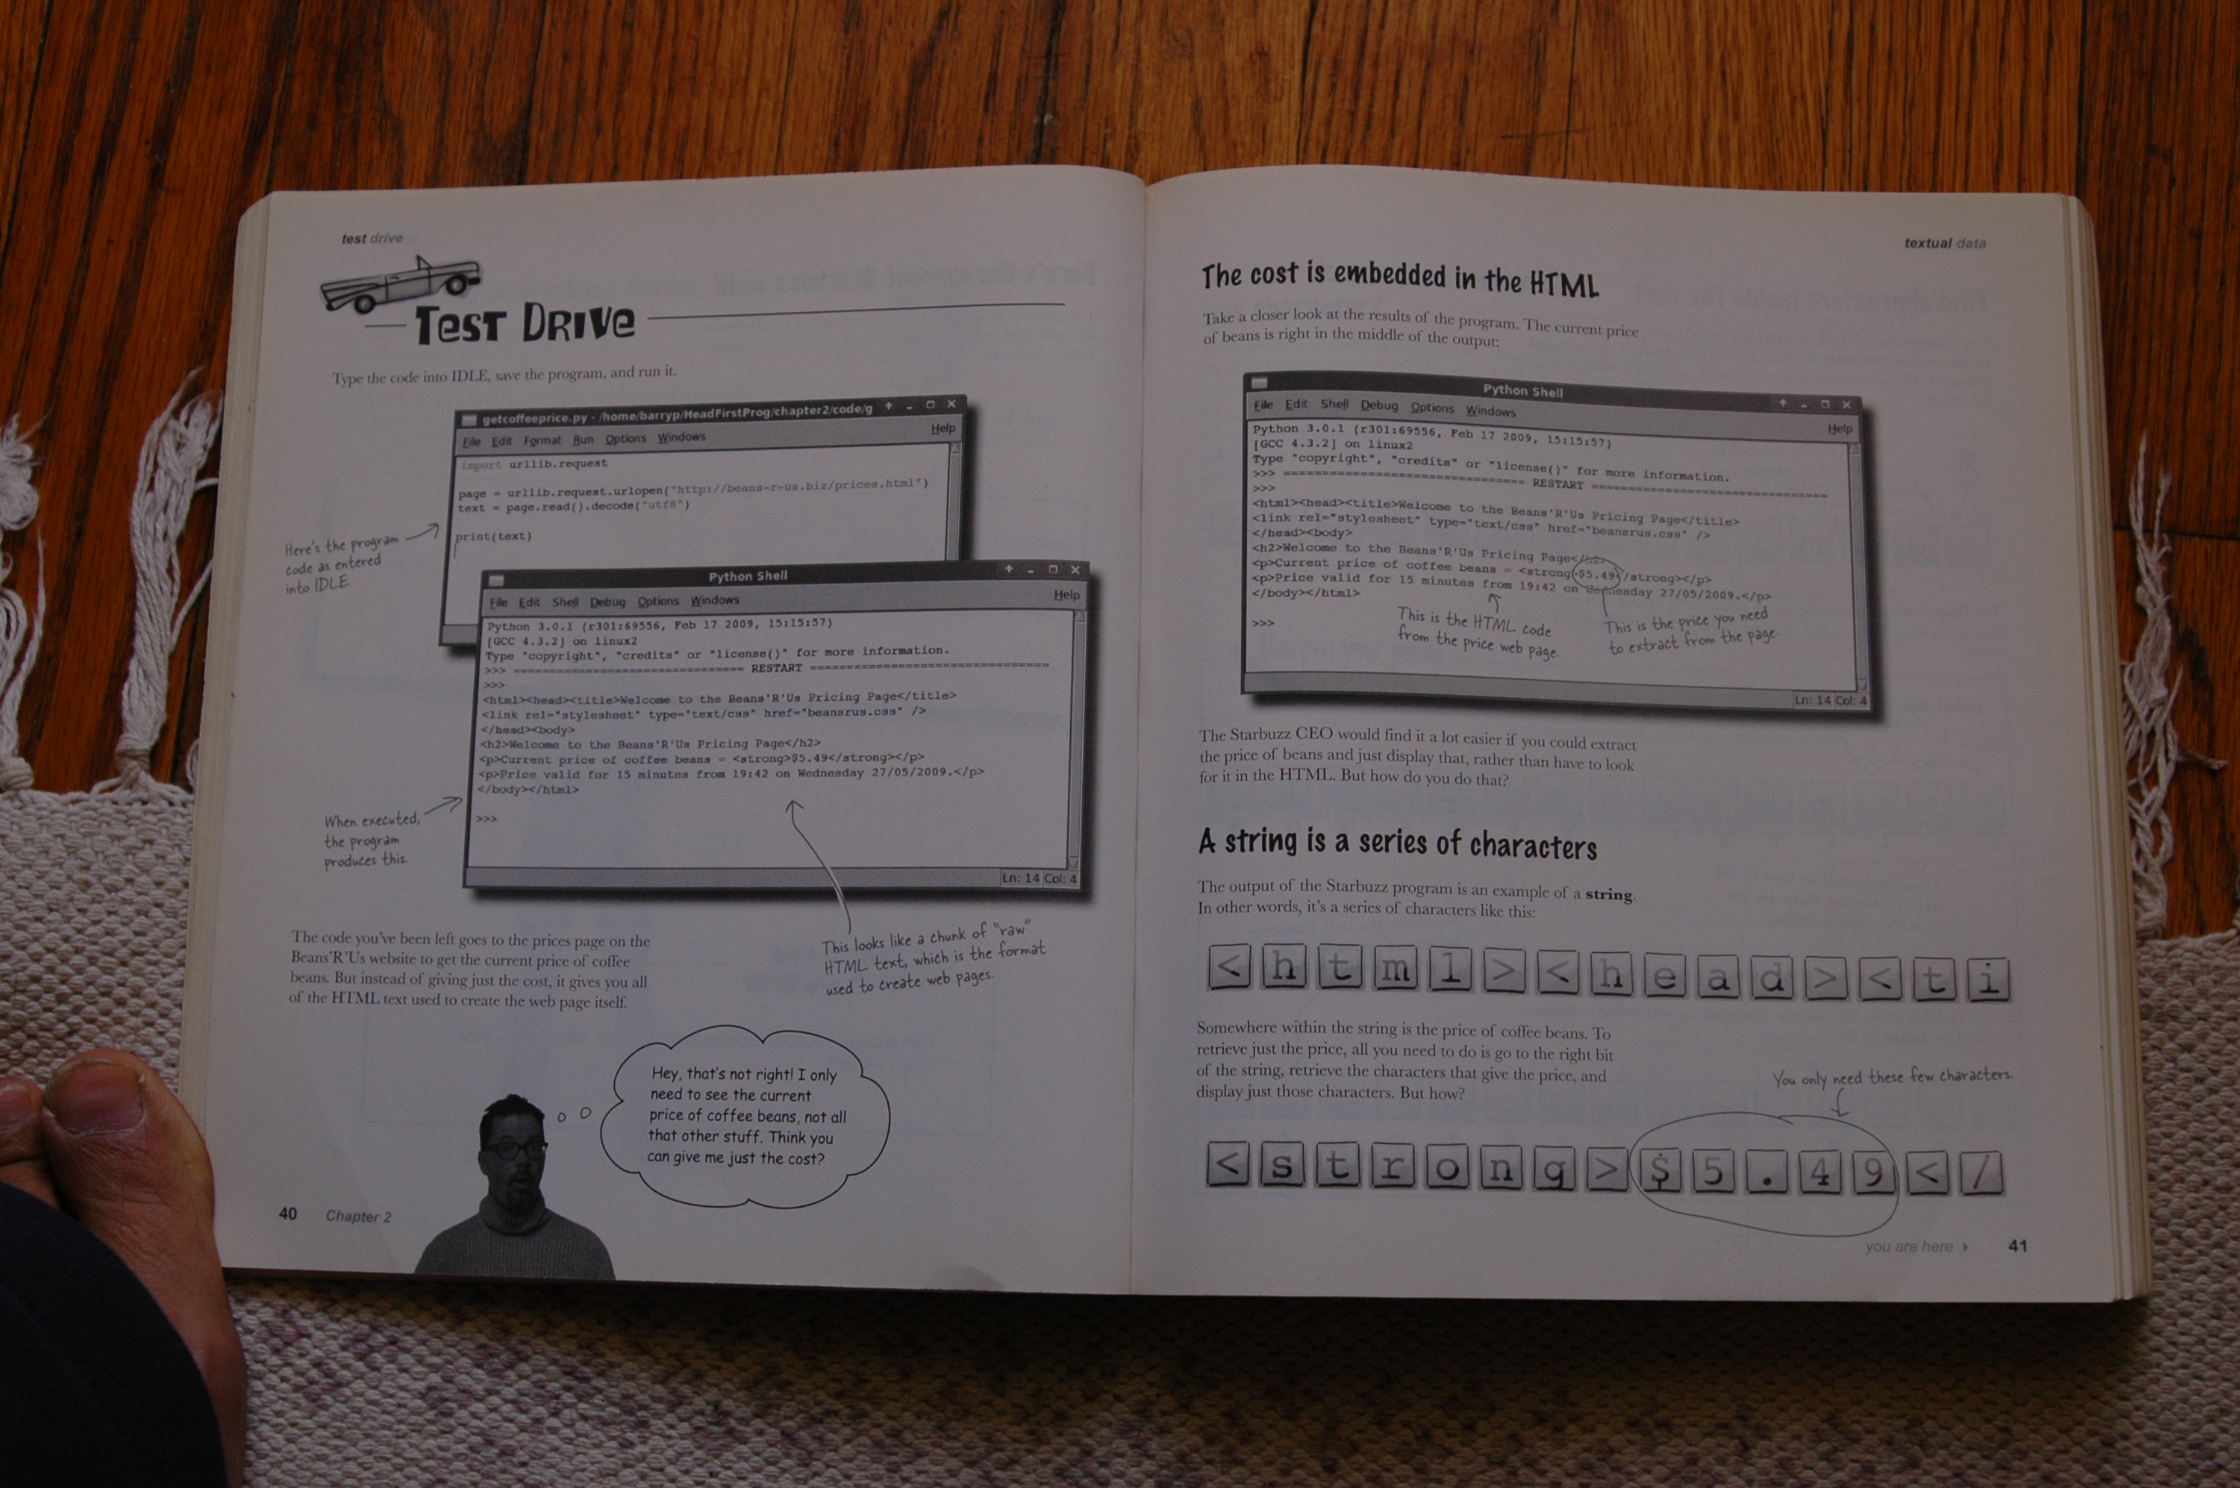 test drive
Test Drive
Type the code into IDLE, save the program, and run it.
getcoffeeprice.py - /home/barryp/HeadFirstProg/chapter2/code/g
File Edit Format Run Options Windows Help
import urllib.request
page = urllib.request.urlopen("http://beans-r-us.biz/prices.html")
text = page.read().decode("utf8")
print(text)
Here's the program
code as entered
into IDLE.
Python Shell
File Edit Shell Debug Options Windows Help
Python 3.0.1 (r301:69556, Feb 17 2009, 15:15:57)
[GCC 4.3.2] on linux2
Type "copyright", "credits" or "license()" for more information.
>>> ================================ RESTART ================================
>>>
<html><head><title>Welcome to the Beans'R'Us Pricing Page</title>
<link rel="stylesheet" type="text/css" href="beansrus.css" />
</head><body>
<h2>Welcome to the Beans'R'Us Pricing Page</h2>
<p>Current price of coffee beans = <strong>$5.49</strong></p>
<p>Price valid for 15 minutes from 19:42 on Wednesday 27/05/2009.</p>
</body></html>
>>>
Ln: 14 Col: 4
When executed,
the program
produces this.
This looks like a chunk of "raw"
HTML text, which is the format
used to create web pages.
The code you've been left goes to the prices page on the
Beans'R'Us website to get the current price of coffee
beans. But instead of giving just the cost, it gives you all
of the HTML text used to create the web page itself.
Hey, that's not right! I only
need to see the current
price of coffee beans, not all
that other stuff. Think you
can give me just the cost?
40 Chapter 2
textual data
The cost is embedded in the HTML
Take a closer look at the results of the program. The current price
of beans is right in the middle of the output:
Python Shell
File Edit Shell Debug Options Windows Help
Python 3.0.1 (r301:69556, Feb 17 2009, 15:15:57)
[GCC 4.3.2] on linux2
Type "copyright", "credits" or "license()" for more information.
>>> ================================ RESTART ================================
>>>
<html><head><title>Welcome to the Beans'R'Us Pricing Page</title>
<link rel="stylesheet" type="text/css" href="beansrus.css" />
</head><body>
<h2>Welcome to the Beans'R'Us Pricing Page</h2>
<p>Current price of coffee beans = <strong>$5.49</strong></p>
<p>Price valid for 15 minutes from 19:42 on Wednesday 27/05/2009.</p>
</body></html>
>>>
Ln: 14 Col: 4
This is the HTML code
from the price web page.
This is the price you need
to extract from the page.
The Starbuzz CEO would find it a lot easier if you could extract
the price of beans and just display that, rather than have to look
for it in the HTML. But how do you do that?
A string is a series of characters
The output of the Starbuzz program is an example of a string.
In other words, it's a series of characters like this:
< h t m l > < h e a d > < t i
Somewhere within the string is the price of coffee beans. To
retrieve just the price, all you need to do is go to the right bit
of the string, retrieve the characters that give the price, and
display just those characters. But how?
You only need these few characters.
< s t r o n g > $ 5 . 4 9 < /
you are here ▸ 41